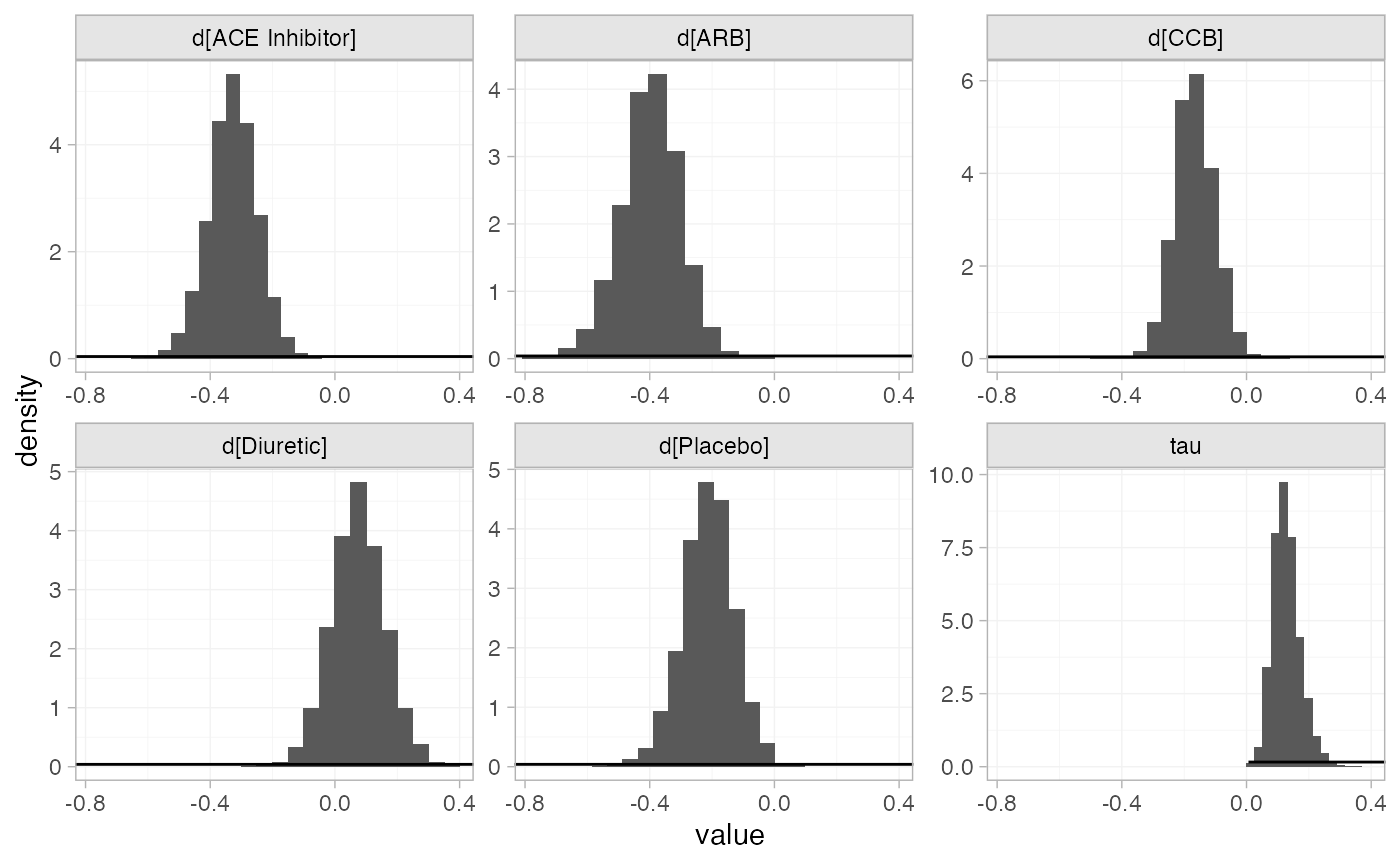 d[ACE Inhibitor] d[ARB] d[CCB]
4 2 0
4 3 2 1 0
6 4 2 0
-0.8 -0.4 0.0 0.4 -0.8 -0.4 0.0 0.4 -0.8 -0.4 0.0 0.4
density
d[Diuretic] d[Placebo] tau
5 4 3 2 1 0
5 4 3 2 1 0
10.0 7.5 5.0 2.5 0.0
-0.8 -0.4 0.0 0.4 -0.8 -0.4 0.0 0.4 -0.8 -0.4 0.0 0.4
value